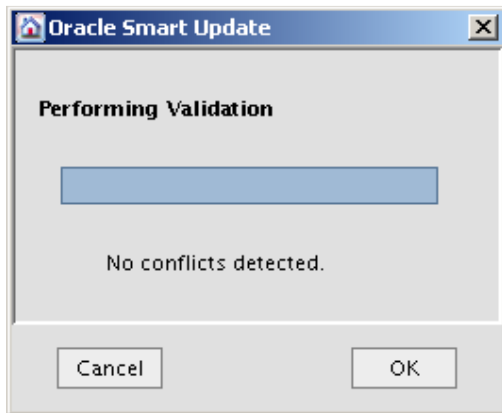 Oracle Smart Update
Performing Validation
No conflicts detected.
Cancel
OK